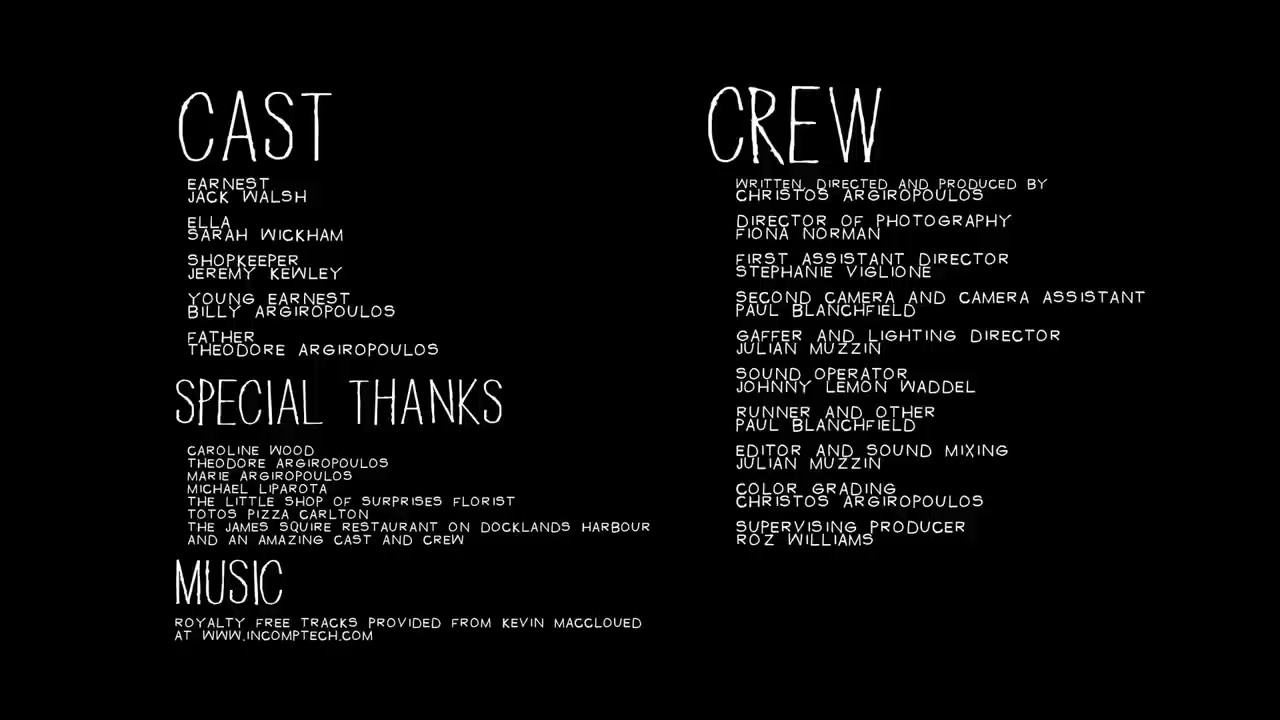 CAST
EARNEST
JACK WALSH
ELLA
SARAH WICKHAM
SHOPKEEPER
JEREMY KEWLEY
YOUNG EARNEST
BILLY ARGIROPOULOS
FATHER
THEODORE ARGIROPOULOS
SPECIAL THANKS
CAROLINE WOOD
THEODORE ARGIROPOULOS
MARIE ARGIROPOULOS
MICHAEL LIPAROTA
THE LITTLE SHOP OF SURPRISES FLORIST
TOTOS PIZZA CARLTON
THE JAMES SQUIRE RESTAURANT ON DOCKLANDS HARBOUR
AND AN AMAZING CAST AND CREW
MUSIC
ROYALTY FREE TRACKS PROVIDED FROM KEVIN MACCLOUED
AT WWW.INCOMPTECH.COM
CREW
WRITTEN, DIRECTED AND PRODUCED BY
CHRISTOS ARGIROPOULOS
DIRECTOR OF PHOTOGRAPHY
FIONA NORMAN
FIRST ASSISTANT DIRECTOR
STEPHANIE VIGLIONE
SECOND CAMERA AND CAMERA ASSISTANT
PAUL BLANCHFIELD
GAFFER AND LIGHTING DIRECTOR
JULIAN MUZZIN
SOUND OPERATOR
JOHNNY LEMON WADDEL
RUNNER AND OTHER
PAUL BLANCHFIELD
EDITOR AND SOUND MIXING
JULIAN MUZZIN
COLOR GRADING
CHRISTOS ARGIROPOULOS
SUPERVISING PRODUCER
ROZ WILLIAMS